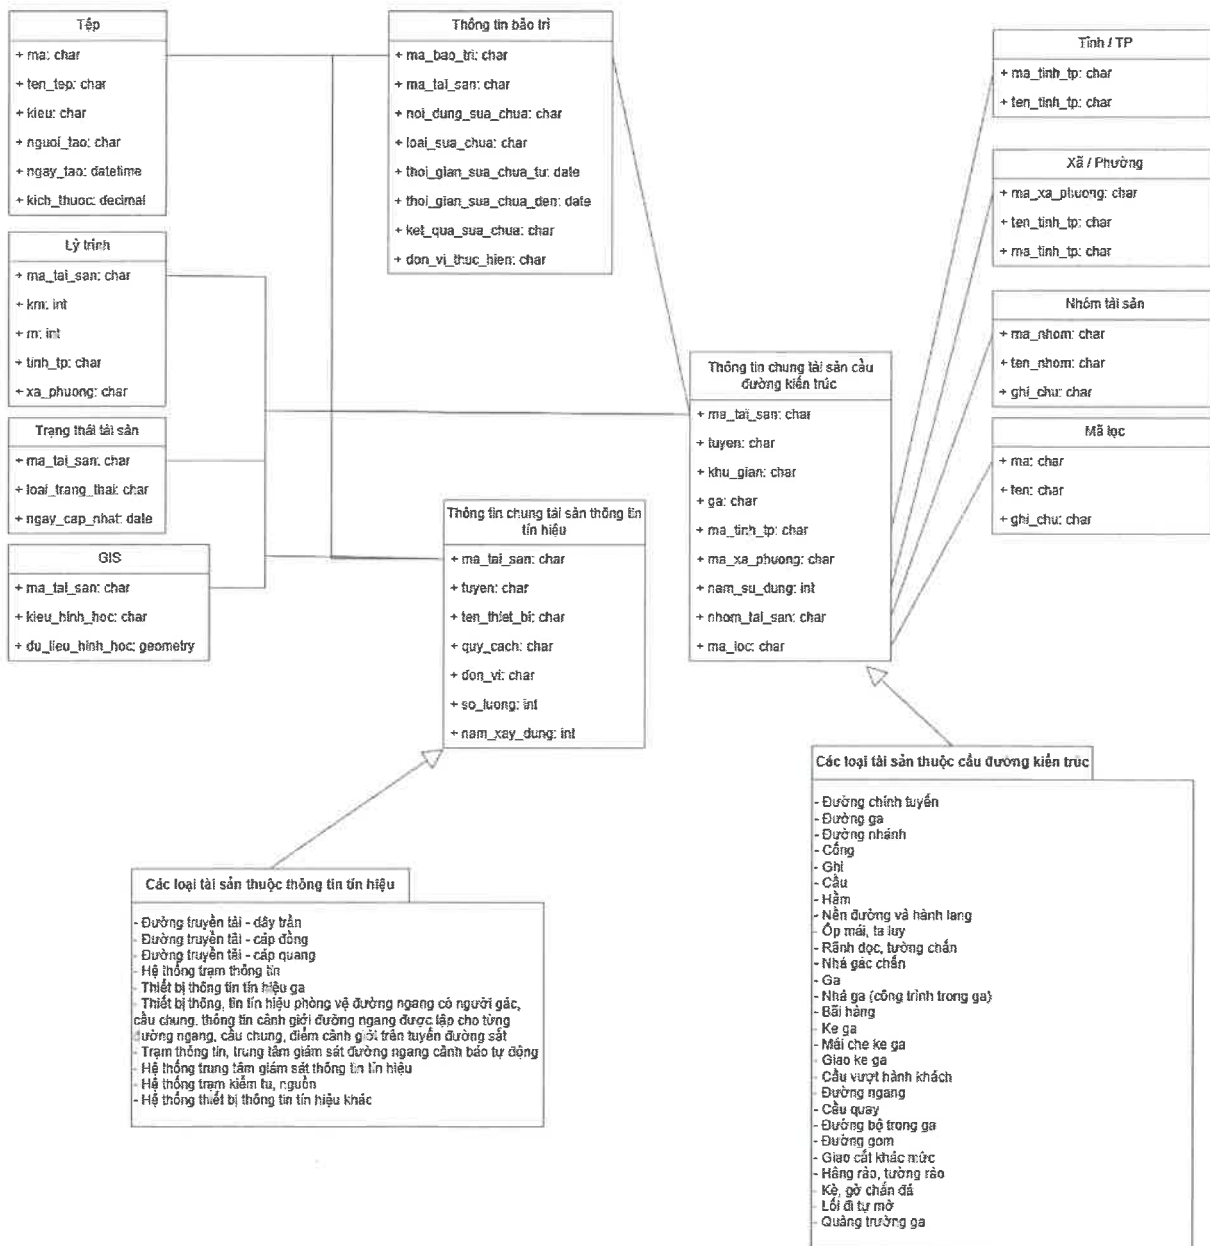 Tệp
+ ma: char
+ ten_tep: char
+ kieu: char
+ nguoi_tao: char
+ ngay_tao: datetime
+ kich_thuoc: decimal
Thông tin bảo trì
+ ma_bao_tri: char
+ ma_tai_san: char
+ noi_dung_sua_chua: char
+ loai_sua_chua: char
+ thoi_gian_sua_chua_tu: date
+ thoi_gian_sua_chua_den: date
+ ket_qua_sua_chua: char
+ don_vi_thuc_hien: char
Tỉnh / TP
+ ma_tinh_tp: char
+ ten_tinh_tp: char
Xã / Phường
+ ma_xa_phuong: char
+ ten_tinh_tp: char
+ ma_tinh_tp: char
Lý trình
+ ma_tai_san: char
+ km: int
+ m: int
+ tinh_tp: char
+ xa_phuong: char
Nhóm tài sản
+ ma_nhom: char
+ ten_nhom: char
+ ghi_chu: char
Trạng thái tài sản
+ ma_tai_san: char
+ loai_trang_thai: char
+ ngay_cap_nhat: date
Mã lọc
+ ma: char
+ ten: char
+ ghi_chu: char
GIS
+ ma_tai_san: char
+ kieu_hinh_hoc: char
+ du_lieu_hinh_hoc: geometry
Thông tin chung tài sản thông tin
tín hiệu
+ ma_tai_san: char
+ tuyen: char
+ ten_thiet_bi: char
+ quy_cach: char
+ don_vi: char
+ so_luong: int
+ nam_xay_dung: int
Thông tin chung tài sản cầu
đường kiến trúc
+ ma_tai_san: char
+ tuyen: char
+ khu_gian: char
+ ga: char
+ ma_tinh_tp: char
+ ma_xa_phuong: char
+ nam_su_dung: int
+ nhom_tai_san: char
+ ma_loc: char
Các loại tài sản thuộc thông tin tín hiệu
- Đường truyền tải - dây trần
- Đường truyền tải - cáp đồng
- Đường truyền tải - cáp quang
- Hệ thống trạm thông tin
- Thiết bị thông tin tín hiệu ga
- Thiết bị thông, tin tín hiệu phòng vệ đường ngang có người gác,
cầu chung, thông tin cảnh giới đường ngang được lập cho từng
đường ngang, cầu chung, điểm cảnh giới trên tuyến đường sắt
- Trạm thông tin, trung tâm giám sát đường ngang cảnh báo tự động
- Hệ thống trung tâm giám sát thông tin tín hiệu
- Hệ thống trạm kiểm tu, nguồn
- Hệ thống thiết bị thông tin tín hiệu khác
Các loại tài sản thuộc cầu đường kiến trúc
- Đường chính tuyến
- Đường ga
- Đường nhánh
- Cống
- Ghi
- Cầu
- Hầm
- Nền đường và hành lang
- Ốp mái, ta luy
- Rãnh dọc, tường chắn
- Nhà gác chắn
- Ga
- Nhà ga (công trình trong ga)
- Bãi hàng
- Ke ga
- Mái che ke ga
- Giao ke ga
- Cầu vượt hành khách
- Đường ngang
- Cầu quay
- Đường bộ trong ga
- Đường gom
- Giao cắt khác mức
- Hàng rào, tường rào
- Kè, gờ chắn đá
- Lối đi tự mở
- Quảng trường ga